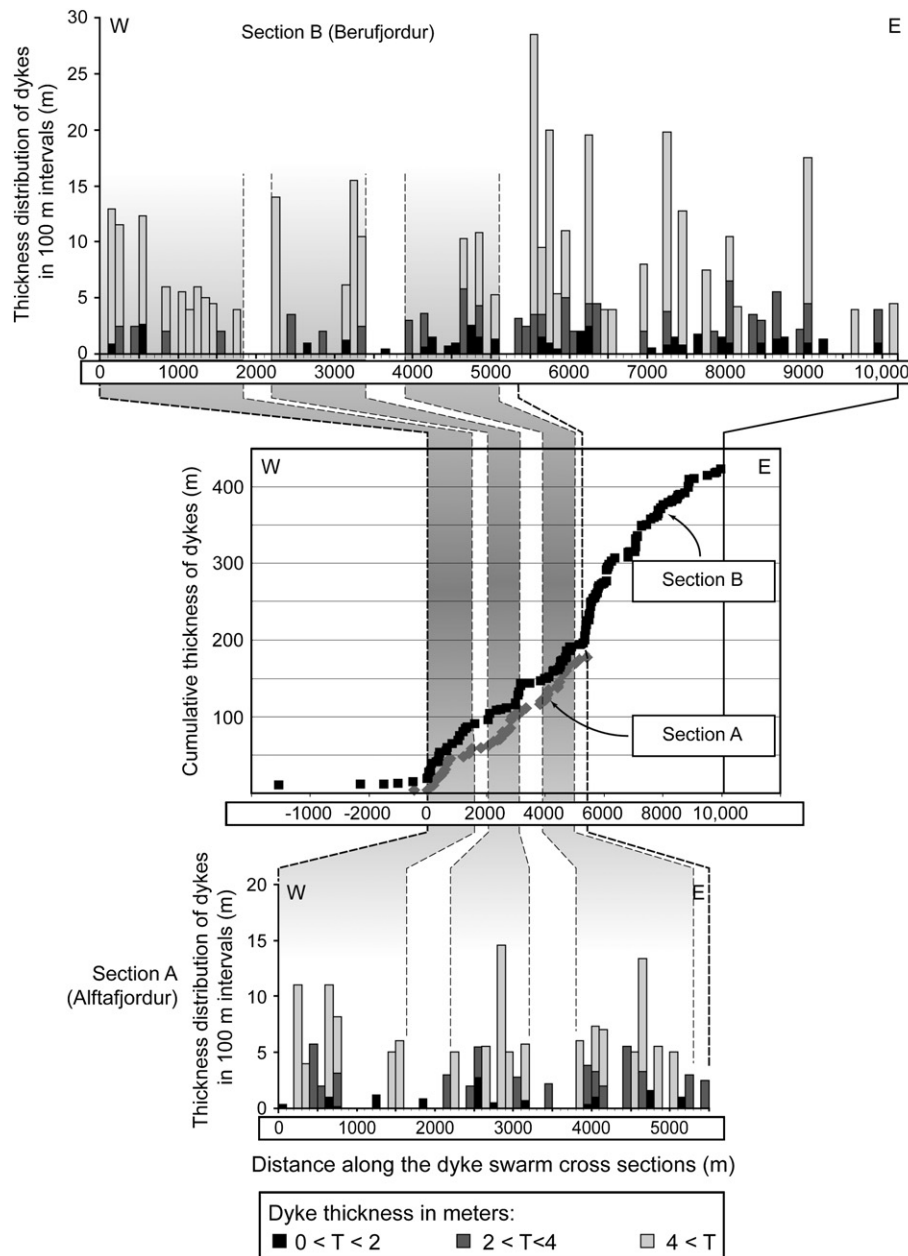 30
25
20
15
10
5
0
Thickness distribution of dykes
in 100 m intervals (m)
W
Section B (Berufjordur)
E
0 1000 2000 3000 4000 5000 6000 7000 8000 9000 10,000
W
E
400
300
200
100
Cumulative thickness of dykes (m)
Section B
Section A
-1000 -2000 0 2000 4000 6000 8000 10,000
Section A
(Alftafjordur)
20
15
10
5
0
Thickness distribution of dykes
in 100 m intervals (m)
W
E
0 1000 2000 3000 4000 5000
Distance along the dyke swarm cross sections (m)
Dyke thickness in meters:
0 < T < 2 2 < T<4 4 < T